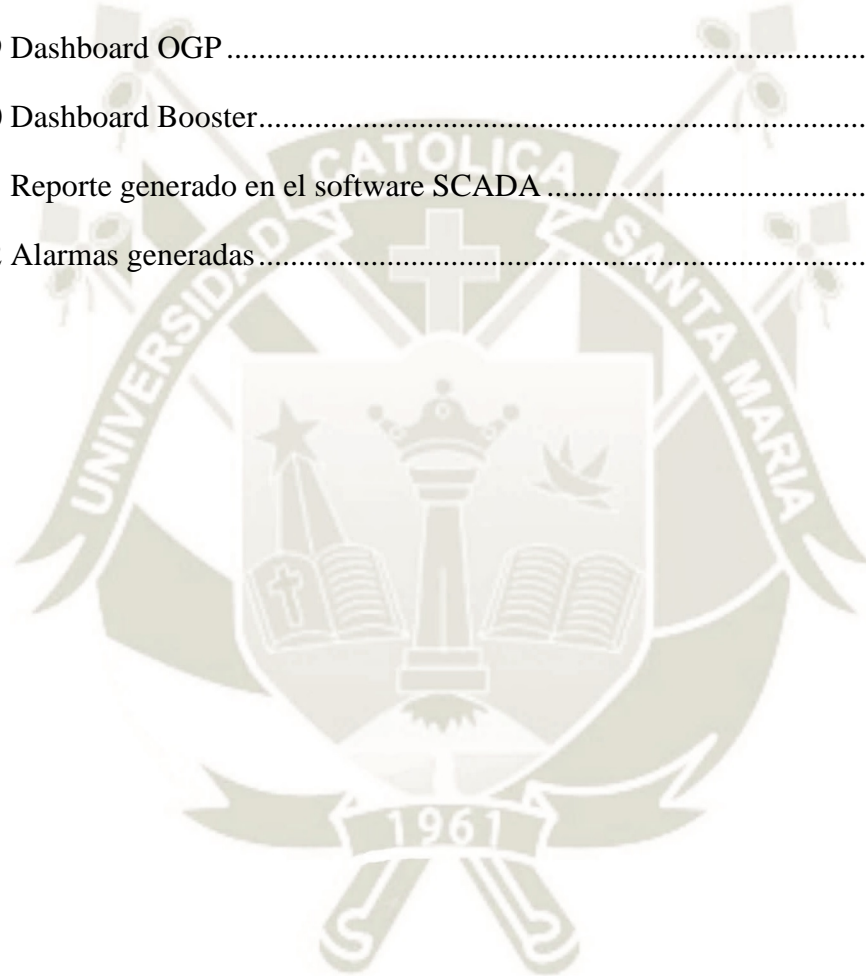 Dashboard OGP ........................................................................................
Dashboard Booster...................................................................................
Reporte generado en el software SCADA .............................................
Alarmas generadas...................................................................................
UNIVERSIDAD CATOLICA SANTA MARIA
1961